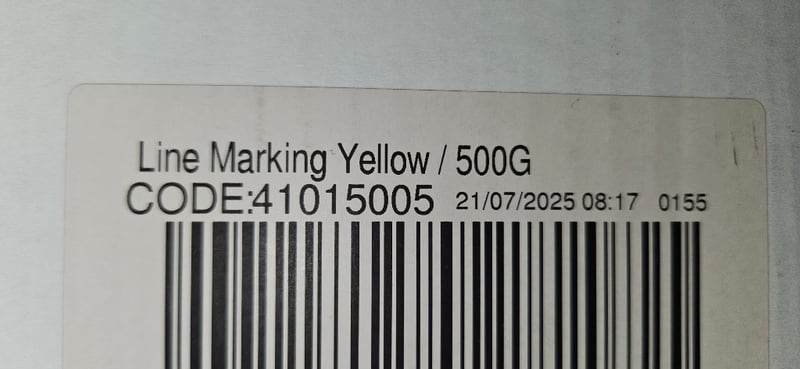 Line Marking Yellow / 500G
CODE:41015005 21/07/2025 08:17 0155